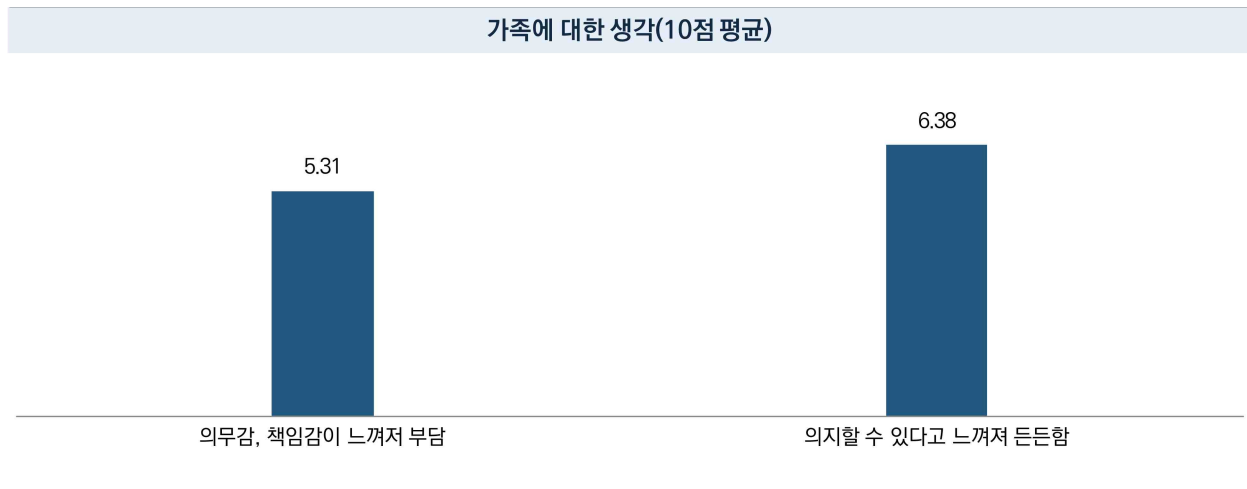 가족에 대한 생각(10점 평균)
5.31
6.38
의무감, 책임감이 느껴저 부담
의지할 수 있다고 느껴져 든든함